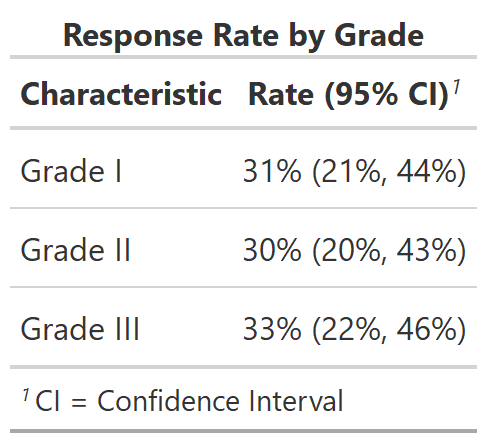 Response Rate by Grade
Characteristic Rate (95% CI)¹
Grade I 31% (21%, 44%)
Grade II 30% (20%, 43%)
Grade III 33% (22%, 46%)
¹ CI = Confidence Interval